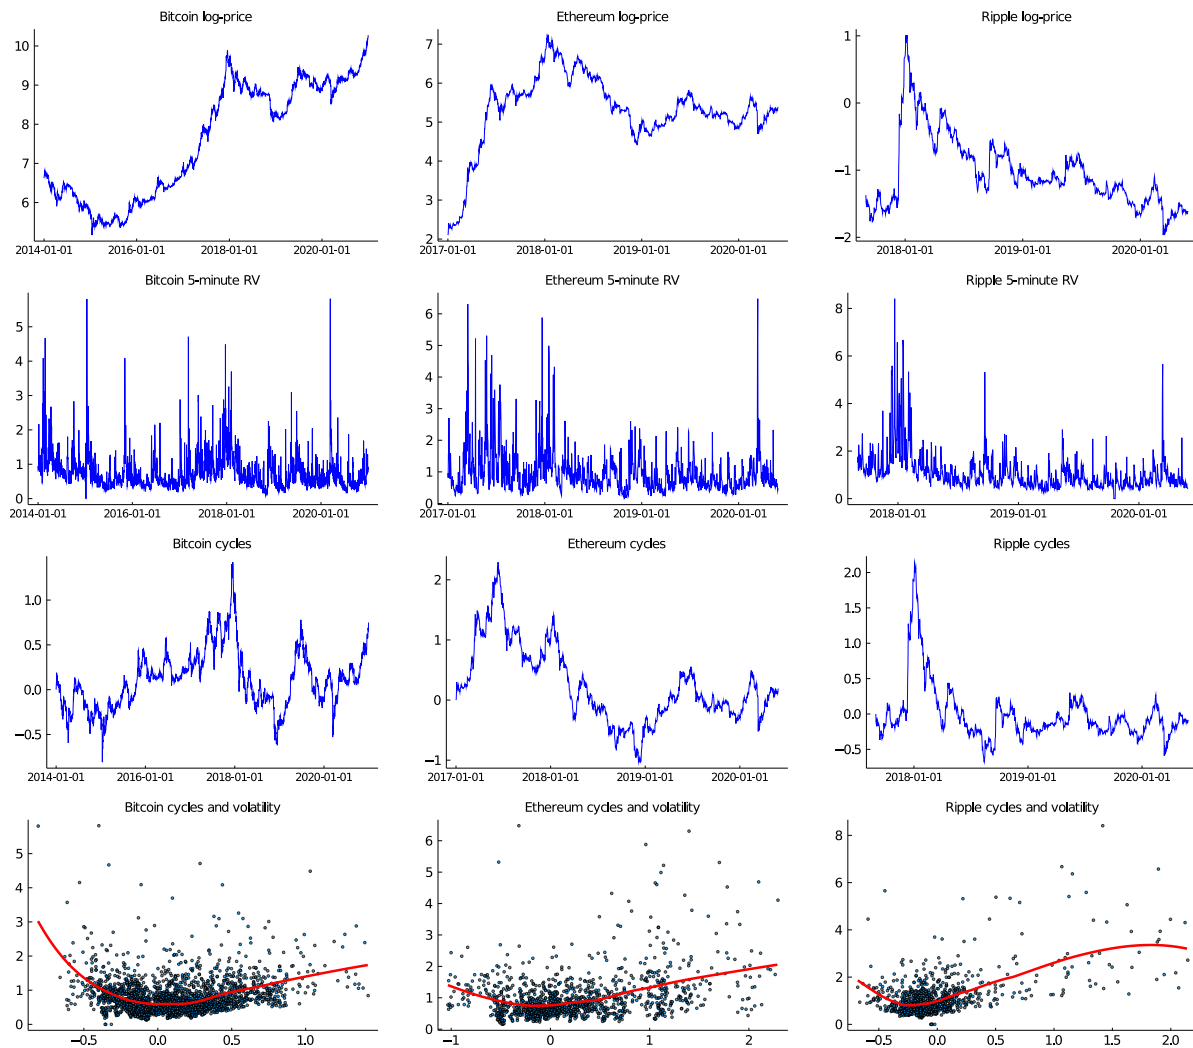 Bitcoin log-price
Ethereum log-price
Ripple log-price
10
9
8
7
6
2014-01-01 2016-01-01 2018-01-01 2020-01-01
7
6
5
4
3
2
2017-01-01 2018-01-01 2019-01-01 2020-01-01
1
0
−1
−2
2018-01-01 2019-01-01 2020-01-01
Bitcoin 5-minute RV
Ethereum 5-minute RV
Ripple 5-minute RV
5
4
3
2
1
0
2014-01-01 2016-01-01 2018-01-01 2020-01-01
6
5
4
3
2
1
0
2017-01-01 2018-01-01 2019-01-01 2020-01-01
8
6
4
2
0
2018-01-01 2019-01-01 2020-01-01
Bitcoin cycles
Ethereum cycles
Ripple cycles
1.0
0.5
0.0
−0.5
2014-01-01 2016-01-01 2018-01-01 2020-01-01
2
1
0
−1
2017-01-01 2018-01-01 2019-01-01 2020-01-01
2.0
1.5
1.0
0.5
0.0
−0.5
2018-01-01 2019-01-01 2020-01-01
Bitcoin cycles and volatility
Ethereum cycles and volatility
Ripple cycles and volatility
5
4
3
2
1
0
−0.5 0.0 0.5 1.0
6
5
4
3
2
1
0
−1 0 1 2
8
6
4
2
0
−0.5 0.0 0.5 1.0 1.5 2.0